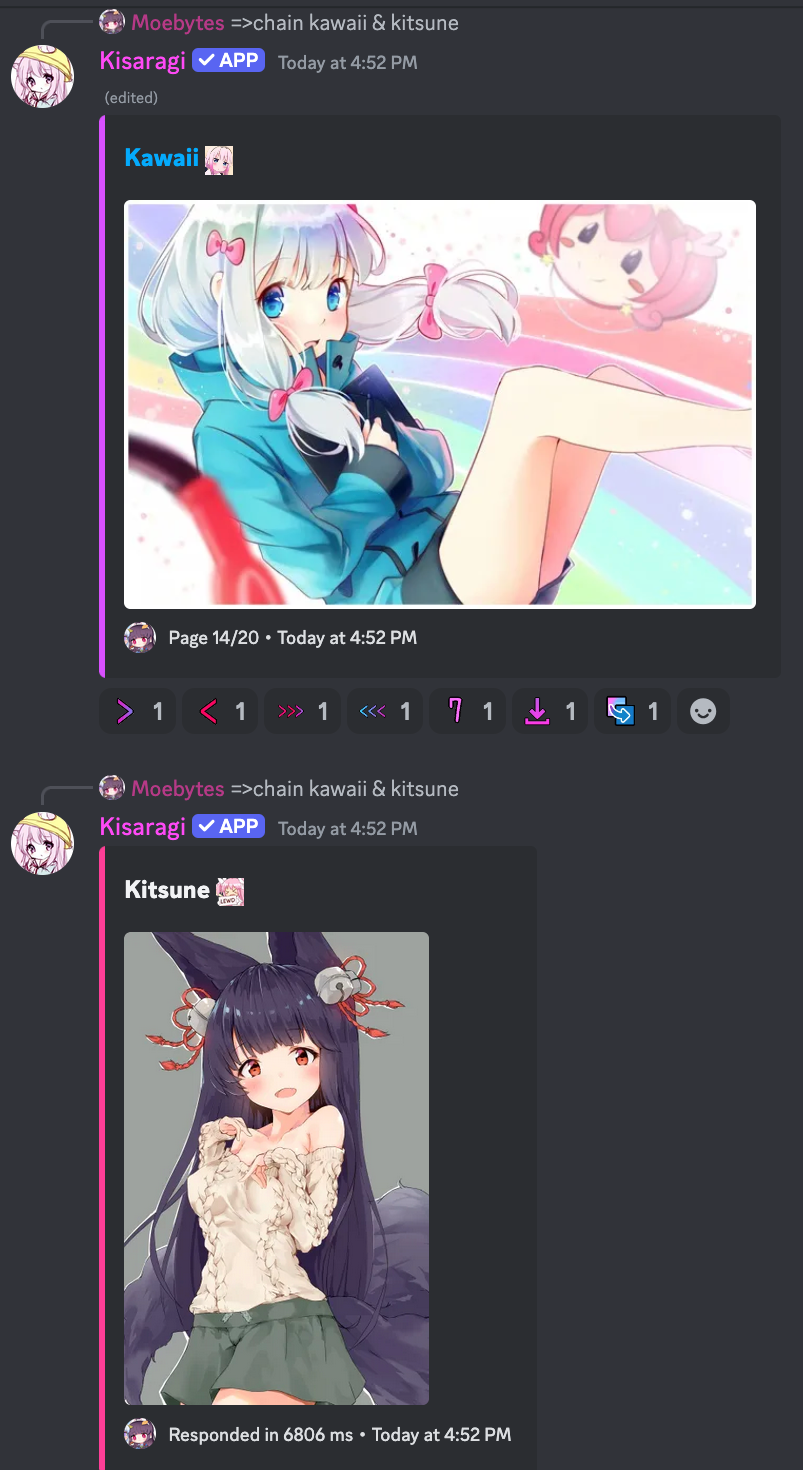 Moebytes =>chain kawaii & kitsune
Kisaragi APP Today at 4:52 PM
(edited)
Kawaii
Page 14/20 • Today at 4:52 PM
1 1 1 1 7 1 1 1
Moebytes =>chain kawaii & kitsune
Kisaragi APP Today at 4:52 PM
Kitsune LEWD
Responded in 6806 ms • Today at 4:52 PM